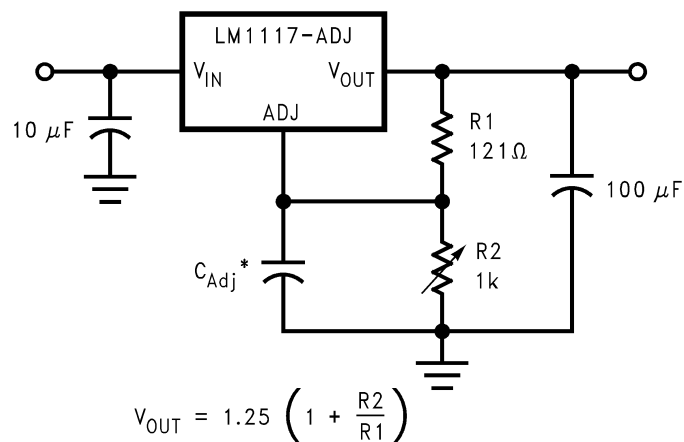 LM1117-ADJ
V_IN
V_OUT
ADJ
10 μF
R1
121Ω
100 μF
C_Adj*
R2
1k
V_OUT = 1.25 (1 + R2/R1)